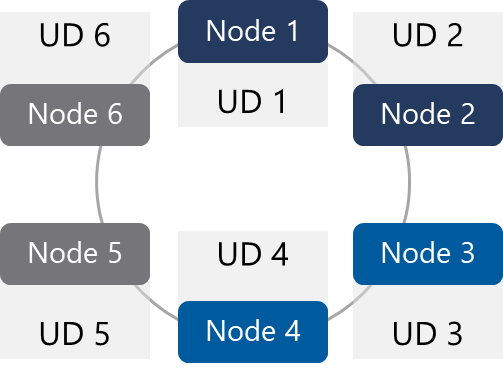 UD 6
Node 1
UD 2
Node 6
UD 1
Node 2
Node 5
UD 4
Node 3
UD 5
Node 4
UD 3